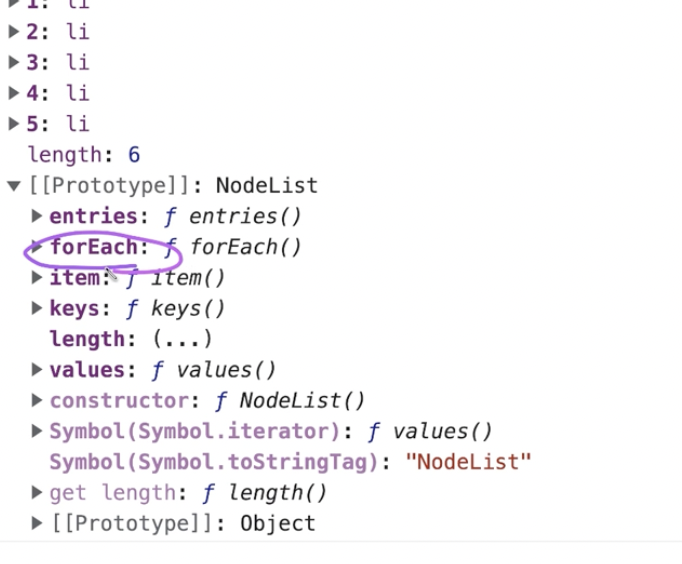 1: li
2: li
3: li
4: li
5: li
length: 6
[[Prototype]]: NodeList
entries: ƒ entries()
forEach: ƒ forEach()
item: ƒ item()
keys: ƒ keys()
length: (...)
values: ƒ values()
constructor: ƒ NodeList()
Symbol(Symbol.iterator): ƒ values()
Symbol(Symbol.toStringTag): "NodeList"
get length: ƒ length()
[[Prototype]]: Object